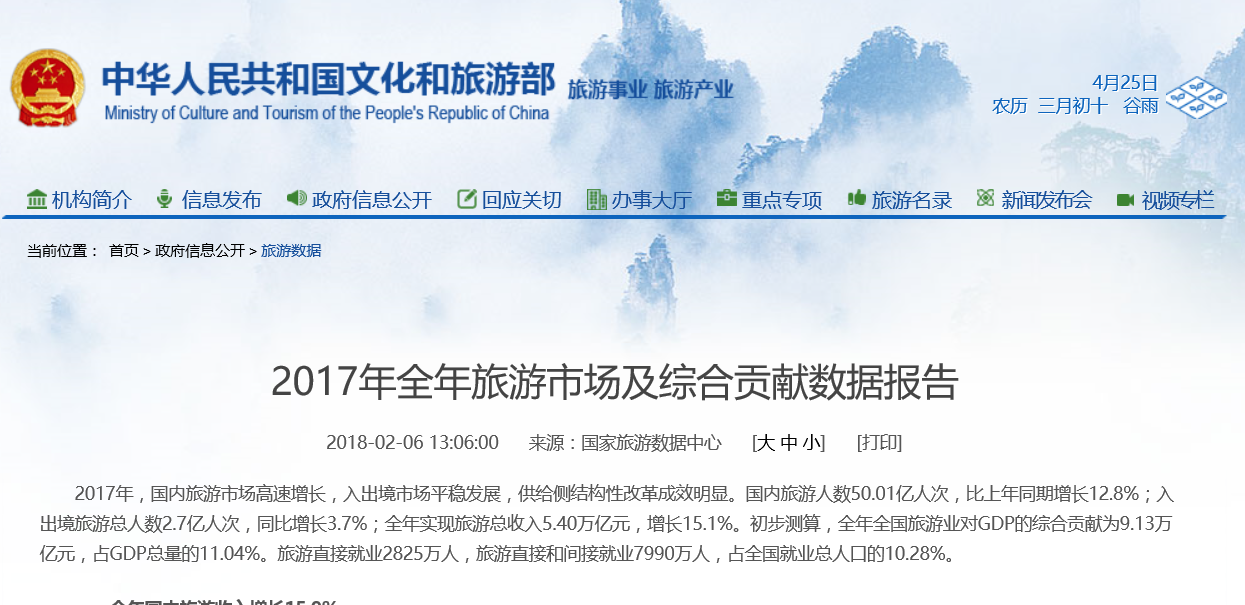 中华人民共和国文化和旅游部
Ministry of Culture and Tourism of the People's Republic of China
旅游事业 旅游产业
4月25日
农历 三月初十 谷雨
机构简介 信息发布 政府信息公开 回应关切 办事大厅 重点专项 旅游名录 新闻发布会 视频专栏
当前位置： 首页 > 政府信息公开 > 旅游数据
2017年全年旅游市场及综合贡献数据报告
2018-02-06 13:06:00 来源：国家旅游数据中心 [大 中 小] [打印]
2017年，国内旅游市场高速增长，入出境市场平稳发展，供给侧结构性改革成效明显。国内旅游人数50.01亿人次，比上年同期增长12.8%；入
出境旅游总人数2.7亿人次，同比增长3.7%；全年实现旅游总收入5.40万亿元，增长15.1%。初步测算，全年全国旅游业对GDP的综合贡献为9.13万
亿元，占GDP总量的11.04%。旅游直接就业2825万人，旅游直接和间接就业7990万人，占全国就业总人口的10.28%。